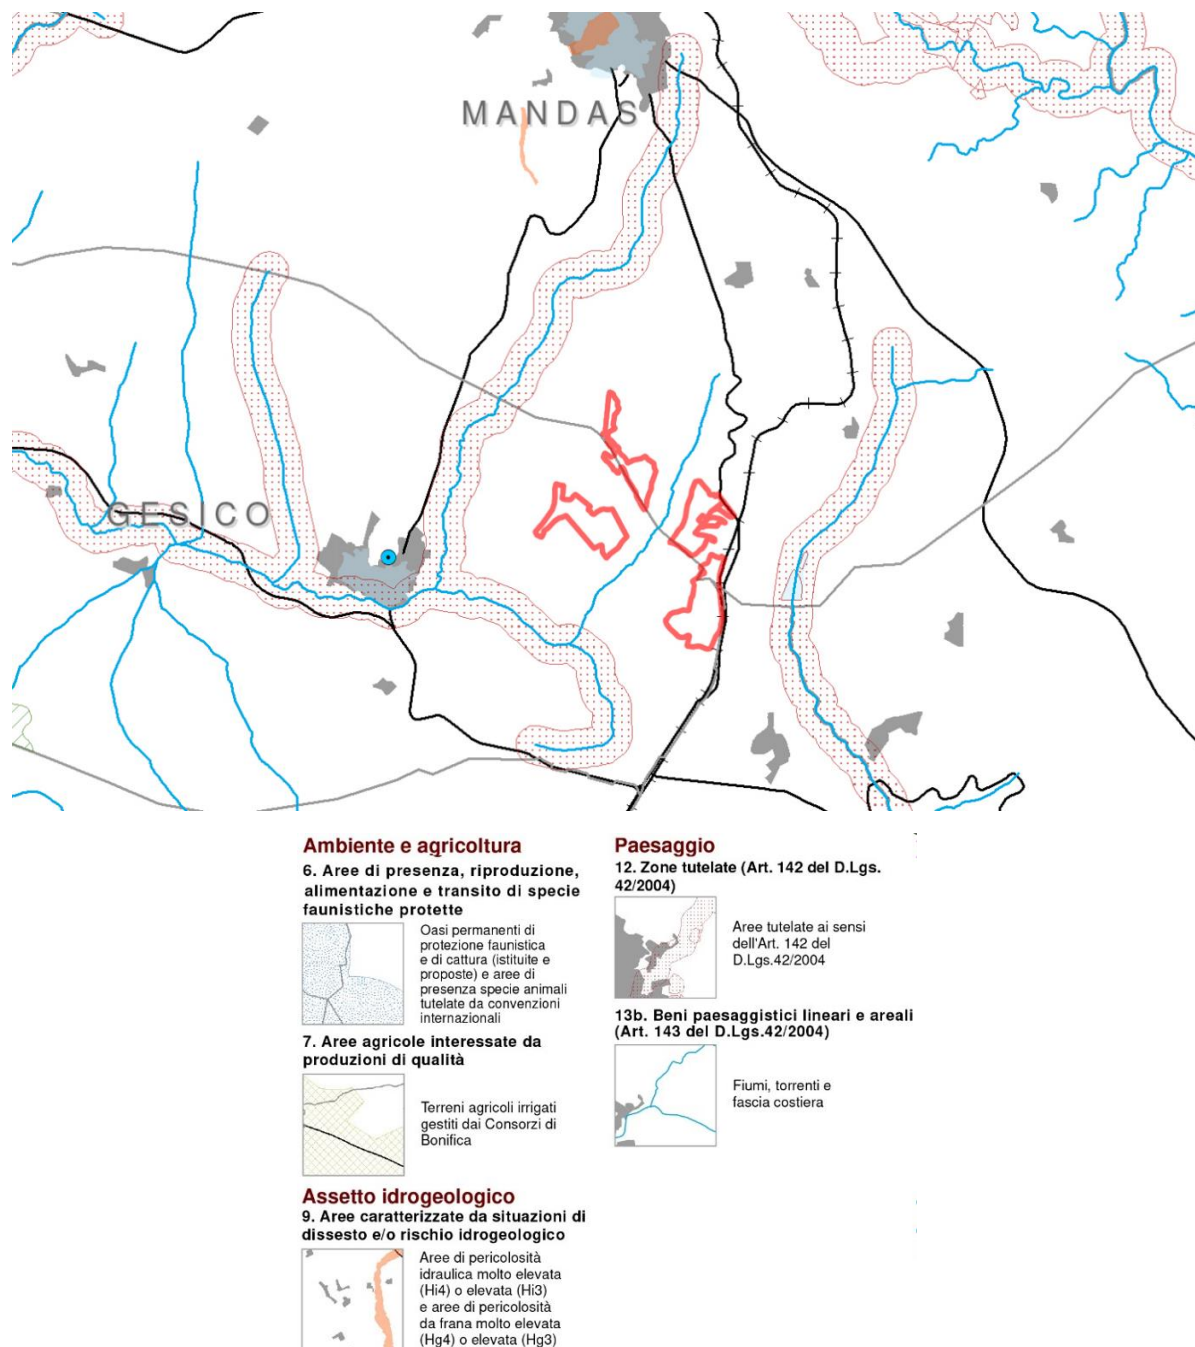 MANDAS
GESICO
Ambiente e agricoltura
6. Aree di presenza, riproduzione,
alimentazione e transito di specie
faunistiche protette
Oasi permanenti di
protezione faunistica
e di cattura (istituite e
proposte) e aree di
presenza specie animali
tutelate da convenzioni
internazionali
7. Aree agricole interessate da
produzioni di qualità
Terreni agricoli irrigati
gestiti dai Consorzi di
Bonifica
Assetto idrogeologico
9. Aree caratterizzate da situazioni di
dissesto e/o rischio idrogeologico
Aree di pericolosità
idraulica molto elevata
(Hi4) o elevata (Hi3)
e aree di pericolosità
da frana molto elevata
(Hg4) o elevata (Hg3)
Paesaggio
12. Zone tutelate (Art. 142 del D.Lgs.
42/2004)
Aree tutelate ai sensi
dell'Art. 142 del
D.Lgs.42/2004
13b. Beni paesaggistici lineari e areali
(Art. 143 del D.Lgs.42/2004)
Fiumi, torrenti e
fascia costiera